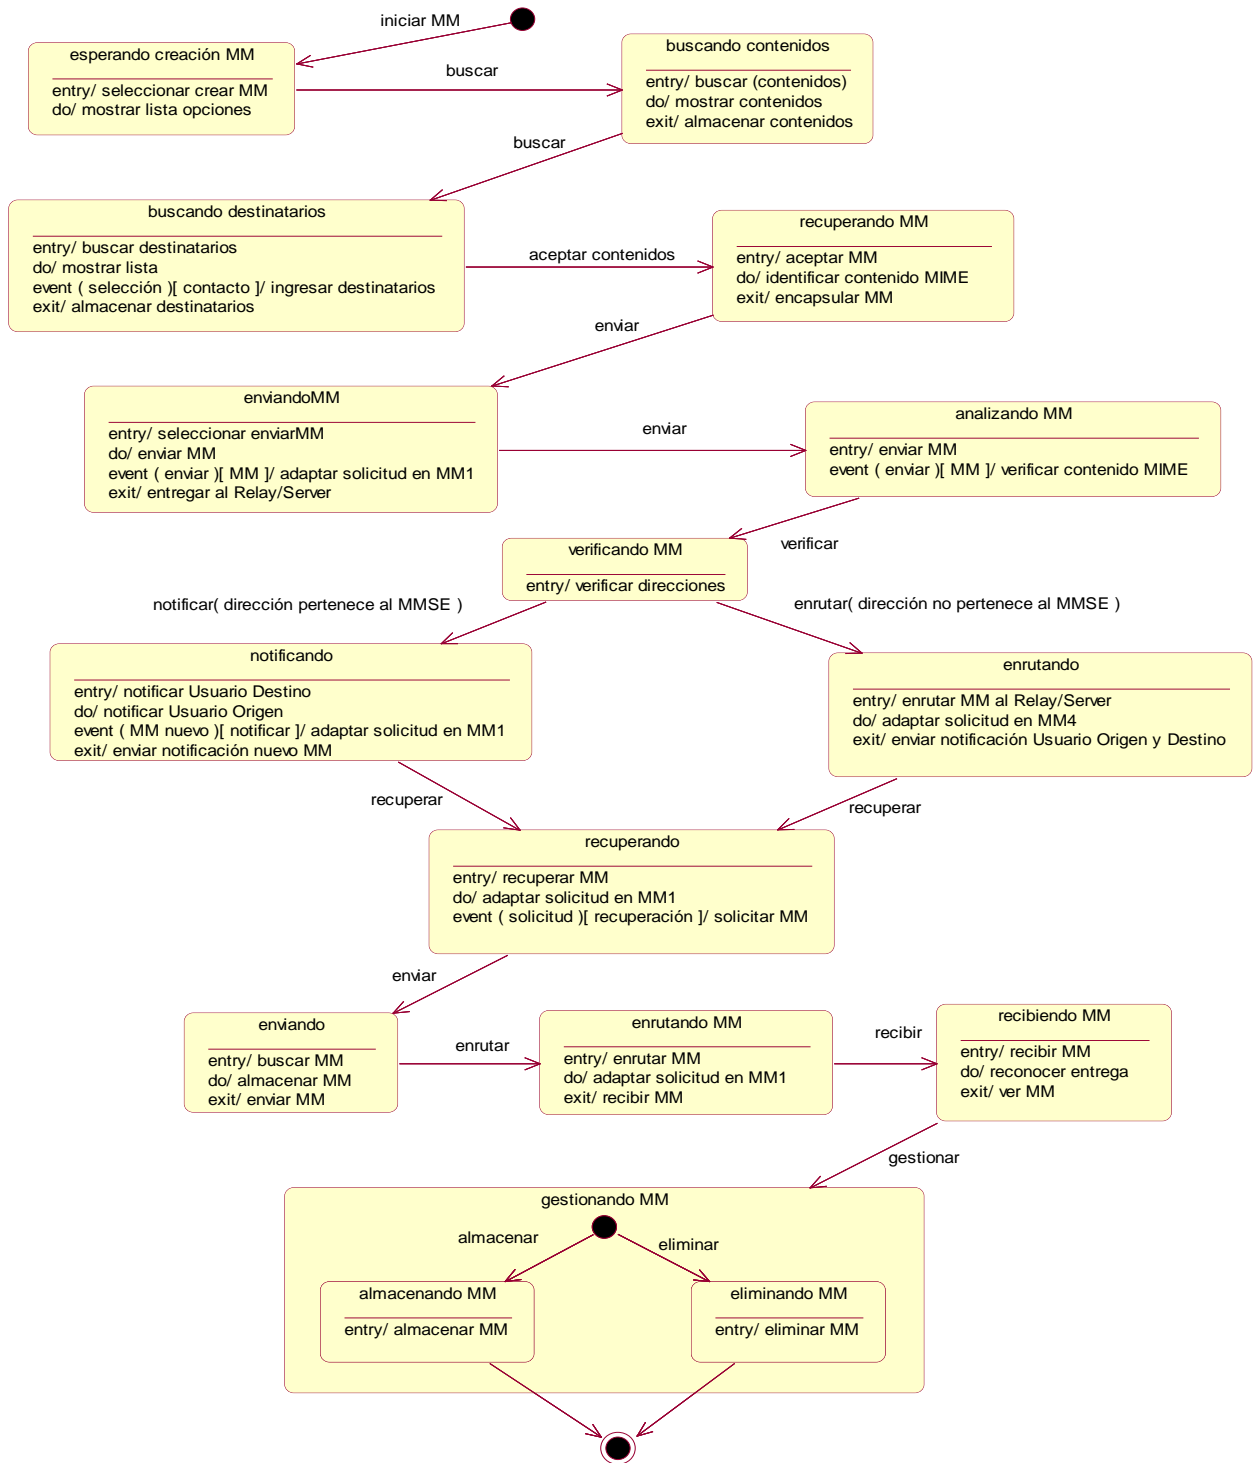 iniciar MM
esperando creación MM
entry/ seleccionar crear MM
do/ mostrar lista opciones
buscar
buscando contenidos
entry/ buscar (contenidos)
do/ mostrar contenidos
exit/ almacenar contenidos
buscar
buscando destinatarios
entry/ buscar destinatarios
do/ mostrar lista
event ( selección )[ contacto ]/ ingresar destinatarios
exit/ almacenar destinatarios
aceptar contenidos
recuperando MM
entry/ aceptar MM
do/ identificar contenido MIME
exit/ encapsular MM
enviar
enviandoMM
entry/ seleccionar enviarMM
do/ enviar MM
event ( enviar )[ MM ]/ adaptar solicitud en MM1
exit/ entregar al Relay/Server
enviar
analizando MM
entry/ enviar MM
event ( enviar )[ MM ]/ verificar contenido MIME
verificar
verificando MM
entry/ verificar direcciones
notificar( dirección pertenece al MMSE )
enrutar( dirección no pertenece al MMSE )
notificando
entry/ notificar Usuario Destino
do/ notificar Usuario Origen
event ( MM nuevo )[ notificar ]/ adaptar solicitud en MM1
exit/ enviar notificación nuevo MM
enrutando
entry/ enrutar MM al Relay/Server
do/ adaptar solicitud en MM4
exit/ enviar notificación Usuario Origen y Destino
recuperar
recuperar
recuperando
entry/ recuperar MM
do/ adaptar solicitud en MM1
event ( solicitud )[ recuperación ]/ solicitar MM
enviar
enviando
entry/ buscar MM
do/ almacenar MM
exit/ enviar MM
enrutar
enrutando MM
entry/ enrutar MM
do/ adaptar solicitud en MM1
exit/ recibir MM
recibir
recibiendo MM
entry/ recibir MM
do/ reconocer entrega
exit/ ver MM
gestionar
gestionando MM
almacenar
eliminar
almacenando MM
entry/ almacenar MM
eliminando MM
entry/ eliminar MM